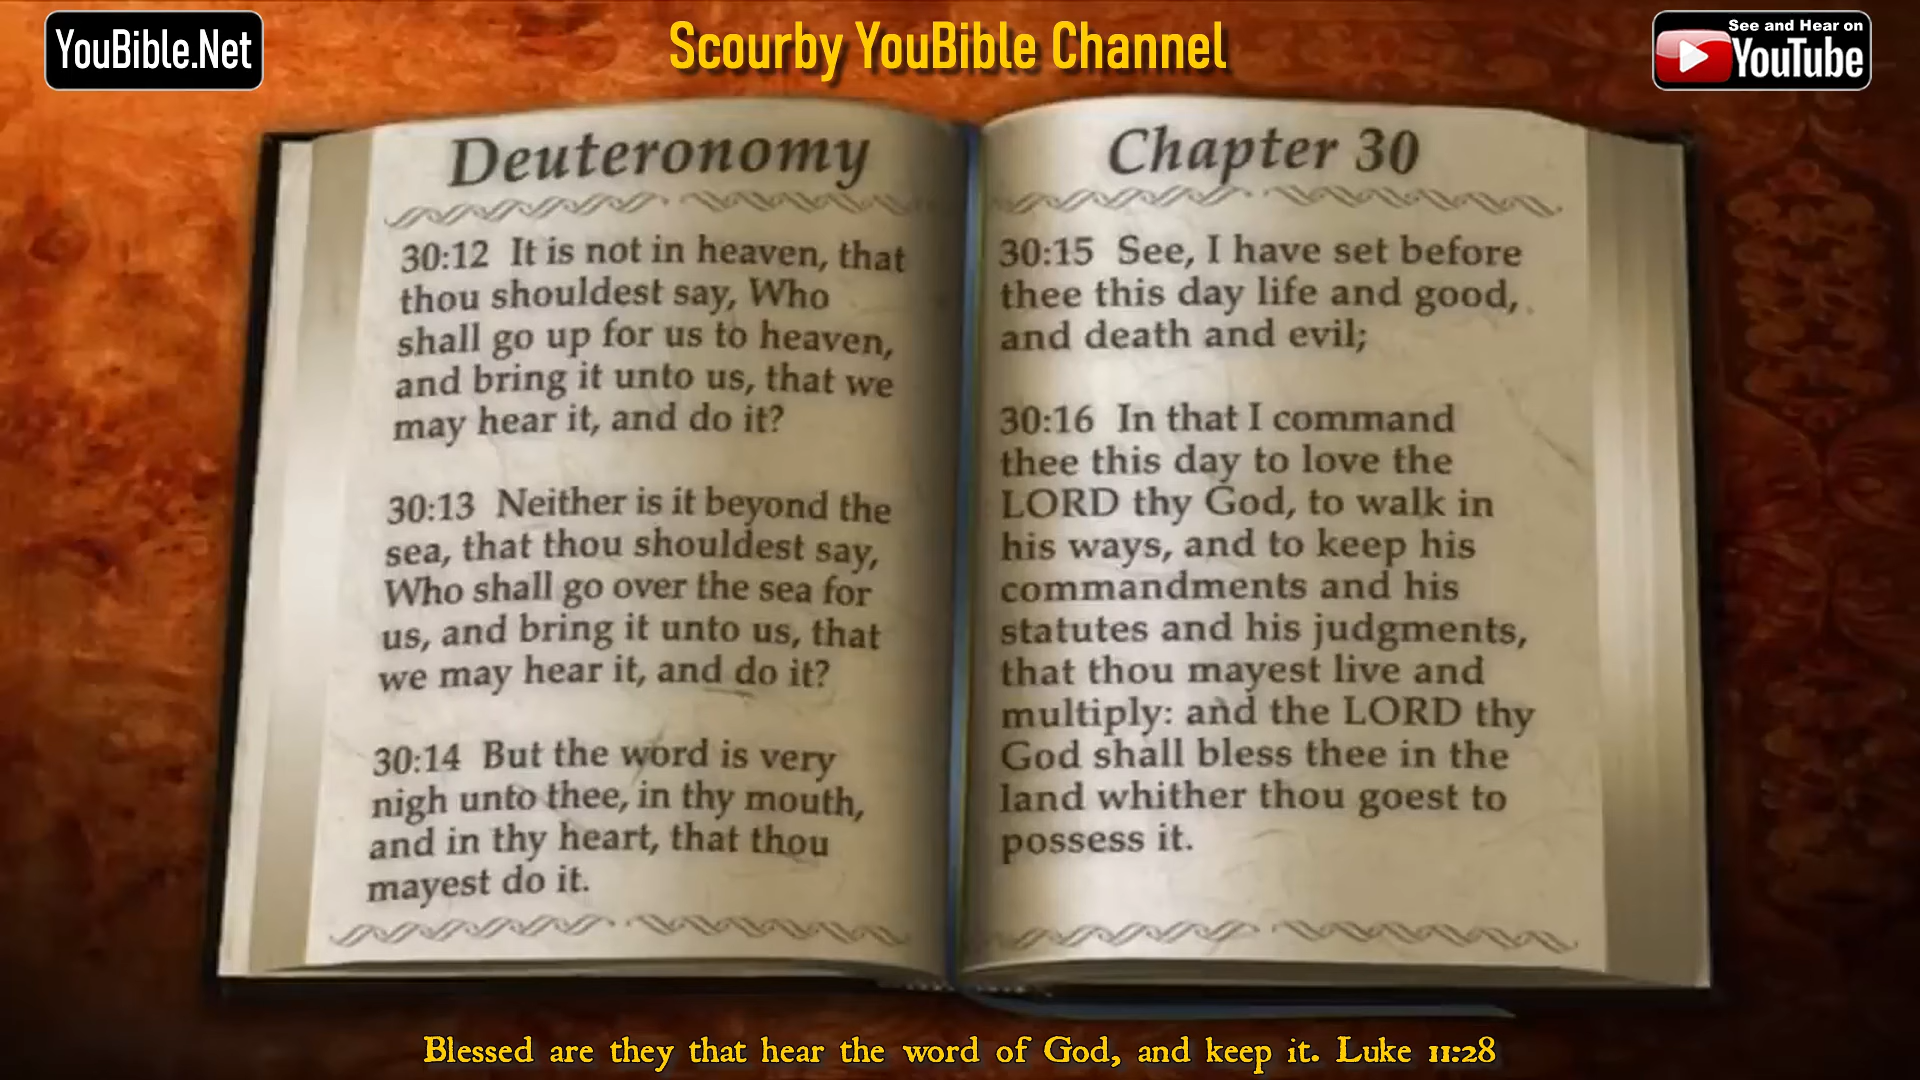 YouBible.Net
Scourby YouBible Channel
See and Hear on
YouTube
Deuteronomy
30:12 It is not in heaven, that
thou shouldest say, Who
shall go up for us to heaven,
and bring it unto us, that we
may hear it, and do it?
30:13 Neither is it beyond the
sea, that thou shouldest say,
Who shall go over the sea for
us, and bring it unto us, that
we may hear it, and do it?
30:14 But the word is very
nigh unto thee, in thy mouth,
and in thy heart, that thou
mayest do it.
Chapter 30
30:15 See, I have set before
thee this day life and good,
and death and evil;
30:16 In that I command
thee this day to love the
LORD thy God, to walk in
his ways, and to keep his
commandments and his
statutes and his judgments,
that thou mayest live and
multiply: and the LORD thy
God shall bless thee in the
land whither thou goest to
possess it.
Blessed are they that hear the word of God, and keep it. Luke 11:28